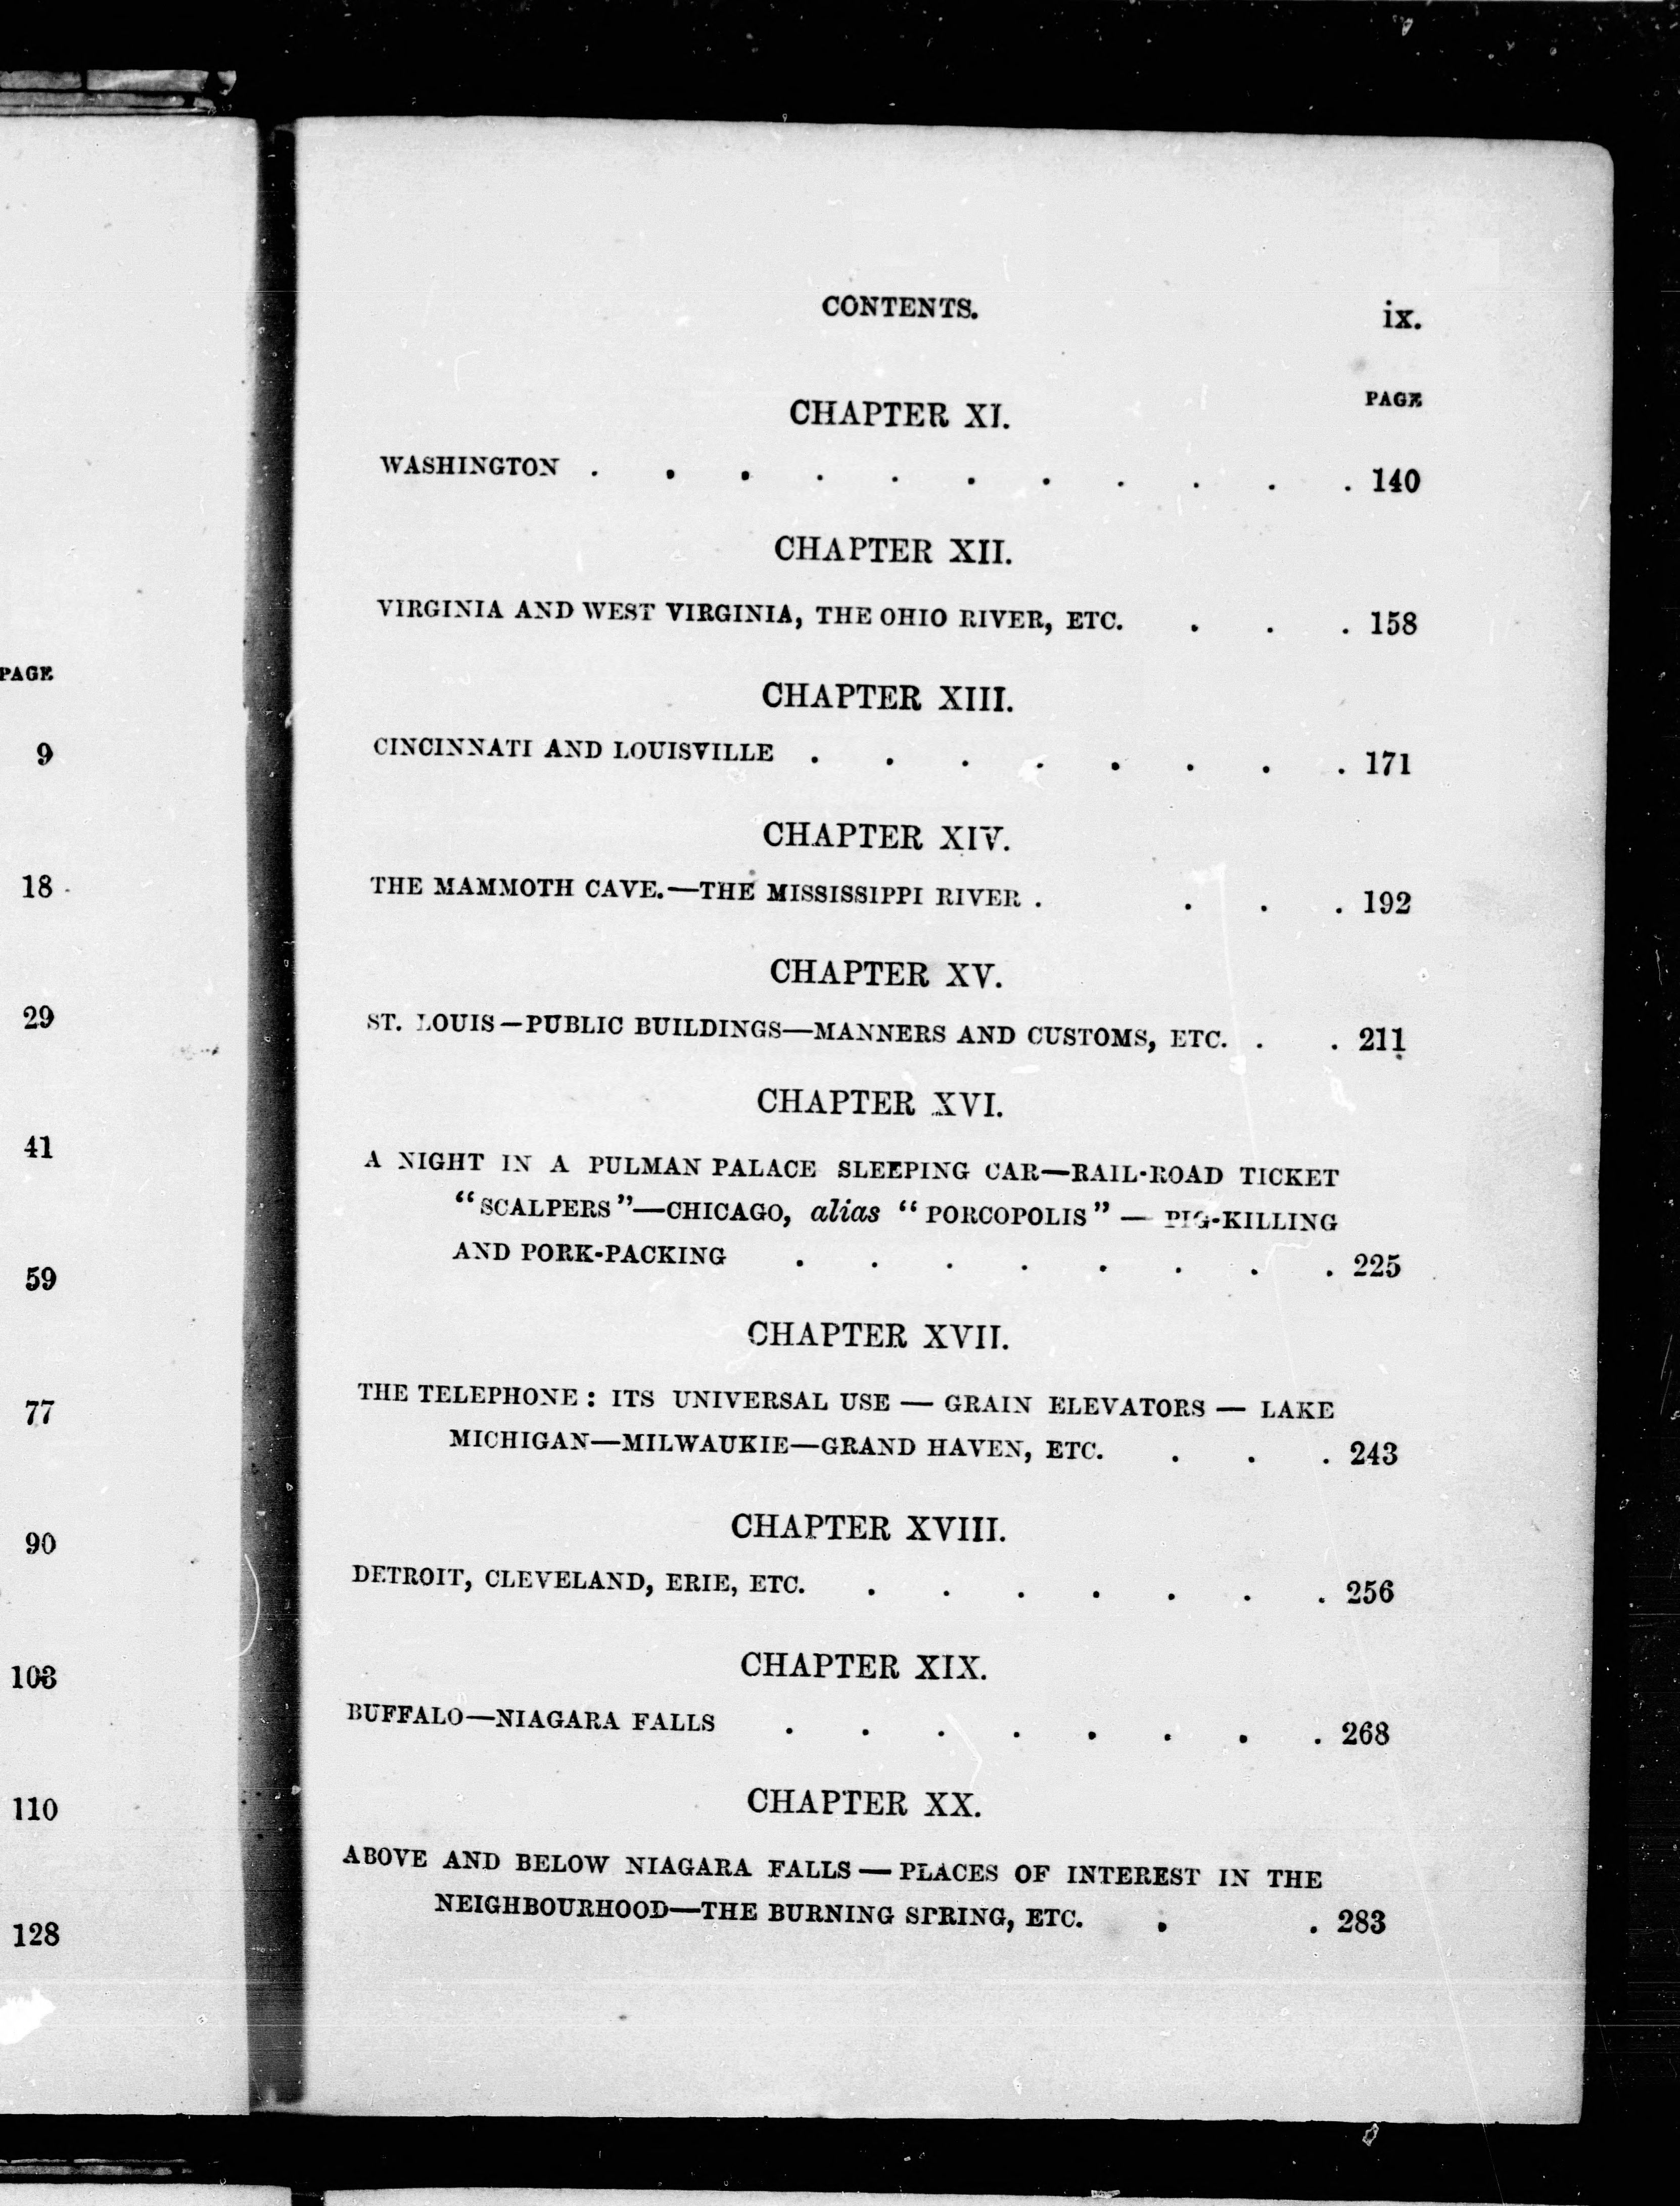 PAGE
9
18
29
41
59
77
90
103
110
128
CONTENTS. ix.
PAGE
CHAPTER XI.
WASHINGTON . . . . . . . . . . . 140
CHAPTER XII.
VIRGINIA AND WEST VIRGINIA, THE OHIO RIVER, ETC. . . . 158
CHAPTER XIII.
CINCINNATI AND LOUISVILLE . . . . . . . . 171
CHAPTER XIV.
THE MAMMOTH CAVE.—THE MISSISSIPPI RIVER . . . . 192
CHAPTER XV.
ST. LOUIS—PUBLIC BUILDINGS—MANNERS AND CUSTOMS, ETC. . . 211
CHAPTER XVI.
A NIGHT IN A PULMAN PALACE SLEEPING CAR—RAIL-ROAD TICKET
“SCALPERS”—CHICAGO, alias “PORCOPOLIS” — PIG-KILLING
AND PORK-PACKING . . . . . . . . 225
CHAPTER XVII.
THE TELEPHONE: ITS UNIVERSAL USE — GRAIN ELEVATORS — LAKE
MICHIGAN—MILWAUKIE—GRAND HAVEN, ETC. . . . 243
CHAPTER XVIII.
DETROIT, CLEVELAND, ERIE, ETC. . . . . . . . 256
CHAPTER XIX.
BUFFALO—NIAGARA FALLS . . . . . . . . 268
CHAPTER XX.
ABOVE AND BELOW NIAGARA FALLS — PLACES OF INTEREST IN THE
NEIGHBOURHOOD—THE BURNING SPRING, ETC. . . 283